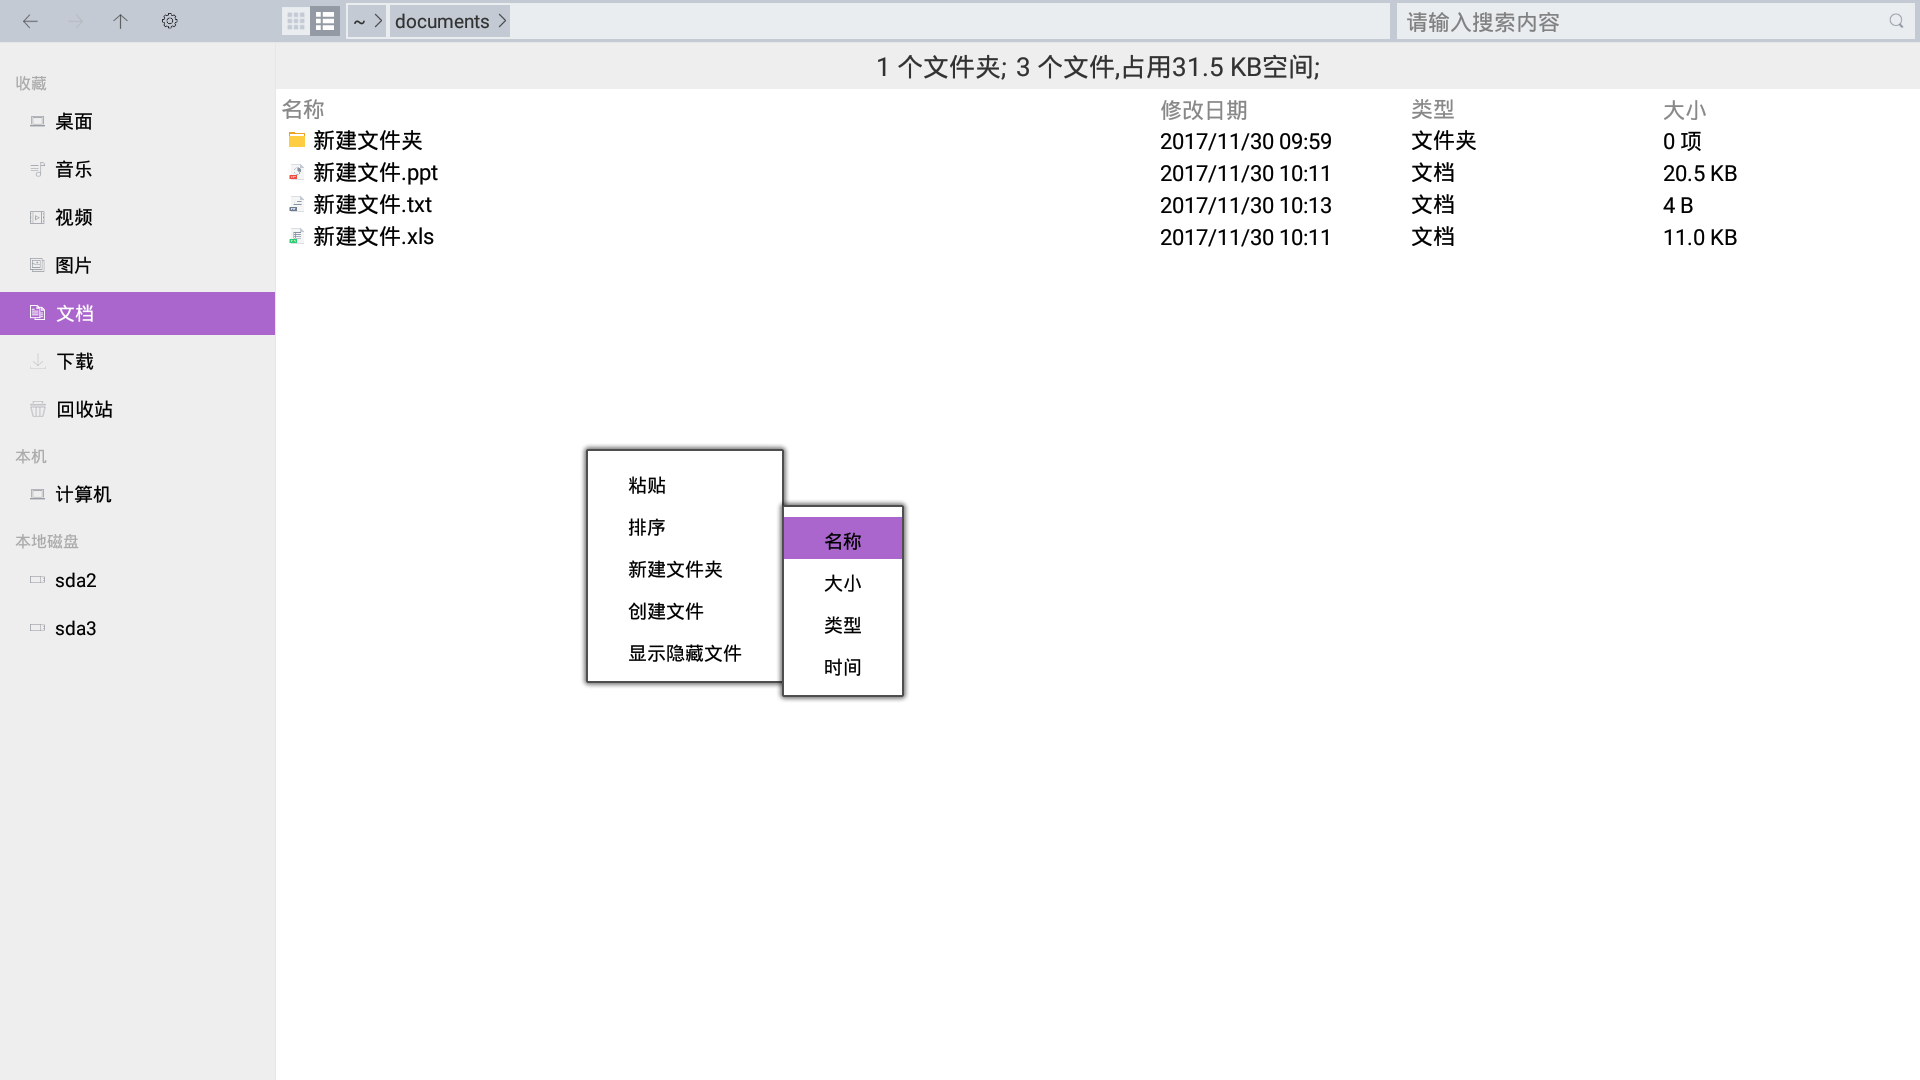 ~ documents 请输入搜索内容
1 个文件夹; 3 个文件,占用31.5 KB空间;
收藏
桌面
音乐
视频
图片
文档
下载
回收站
本机
计算机
本地磁盘
sda2
sda3
名称 修改日期 类型 大小
新建文件夹 2017/11/30 09:59 文件夹 0 项
新建文件.ppt 2017/11/30 10:11 文档 20.5 KB
新建文件.txt 2017/11/30 10:13 文档 4 B
新建文件.xls 2017/11/30 10:11 文档 11.0 KB
粘贴
排序
新建文件夹
创建文件
显示隐藏文件
名称
大小
类型
时间